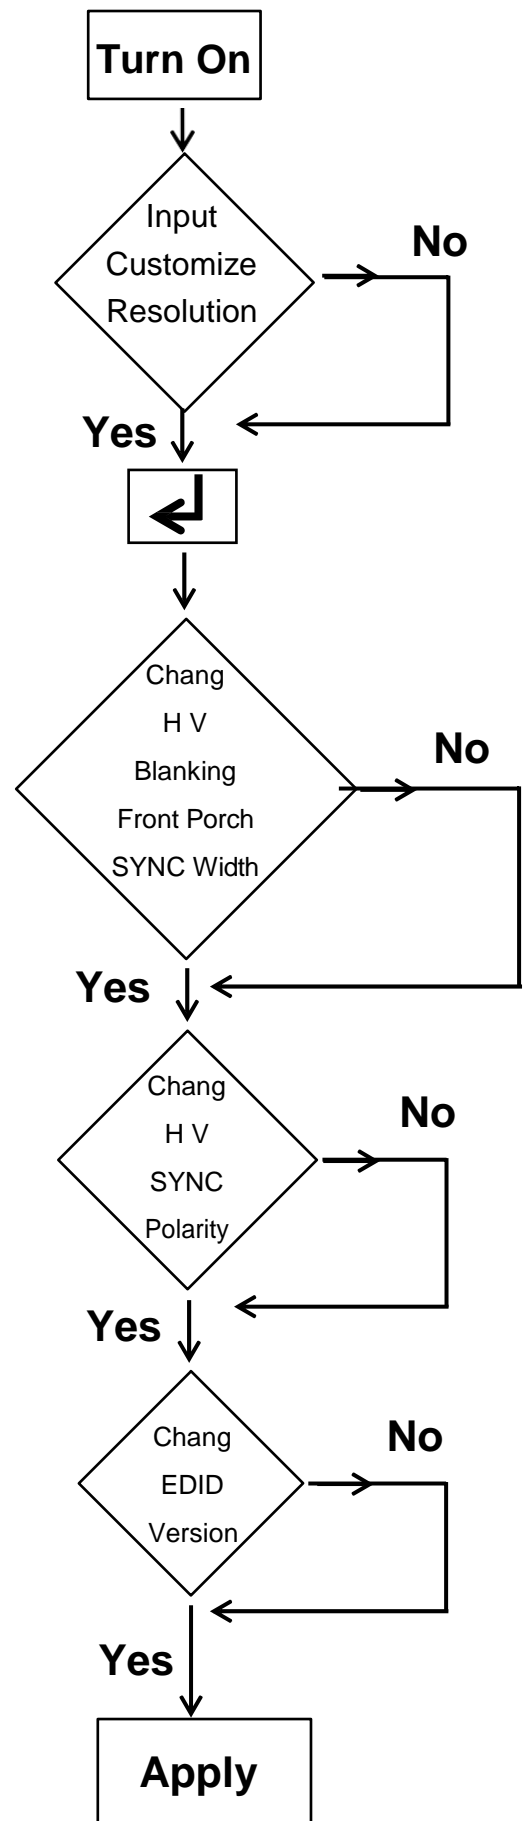 Turn On
Input
Customize
Resolution
No
Yes
Chang
H V
Blanking
Front Porch
SYNC Width
No
Yes
Chang
H V
SYNC
Polarity
No
Yes
Chang
EDID
Version
No
Yes
Apply